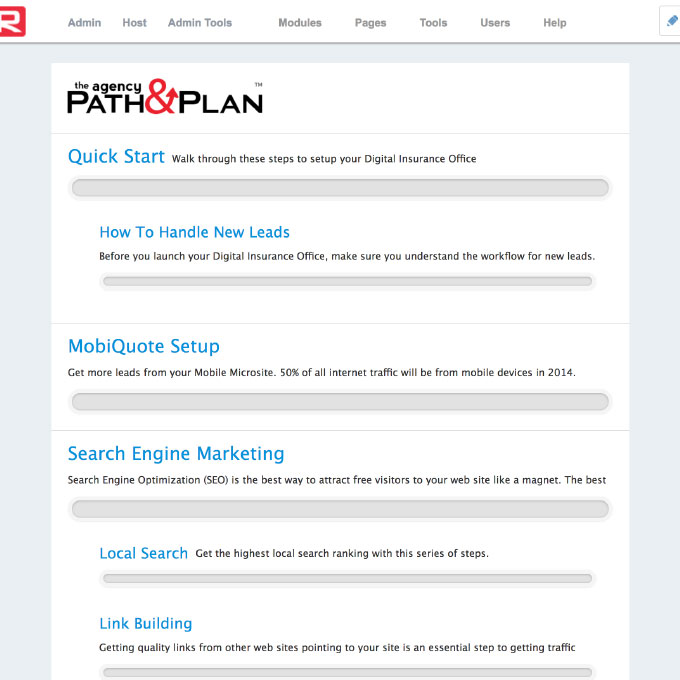 R Admin Host Admin Tools Modules Pages Tools Users Help
the agency
PATH&PLAN™
Quick Start Walk through these steps to setup your Digital Insurance Office
How To Handle New Leads
Before you launch your Digital Insurance Office, make sure you understand the workflow for new leads.
MobiQuote Setup
Get more leads from your Mobile Microsite. 50% of all internet traffic will be from mobile devices in 2014.
Search Engine Marketing
Search Engine Optimization (SEO) is the best way to attract free visitors to your web site like a magnet. The best
Local Search Get the highest local search ranking with this series of steps.
Link Building
Getting quality links from other web sites pointing to your site is an essential step to getting traffic